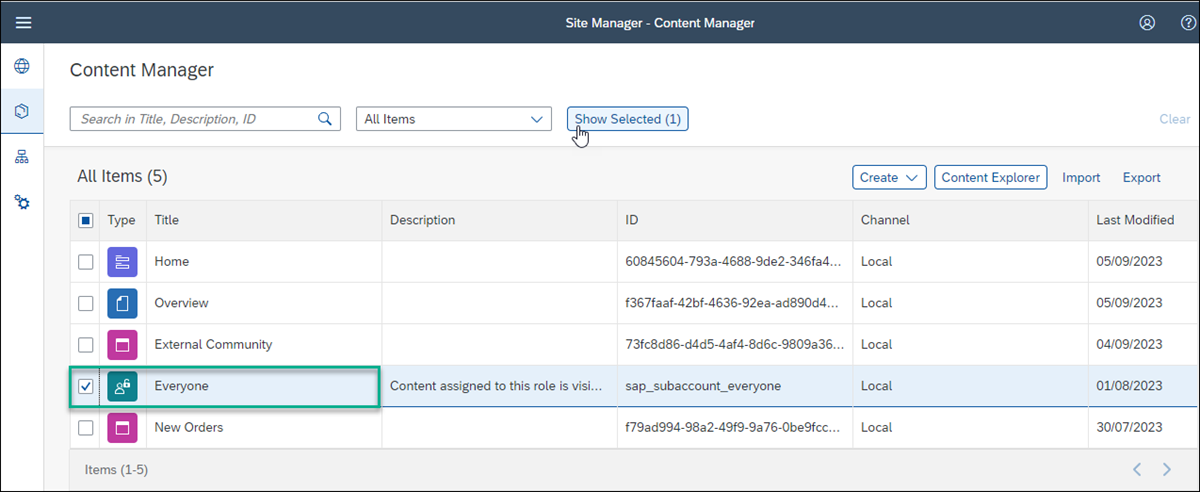 Site Manager - Content Manager
Content Manager
Search in Title, Description, ID All Items Show Selected (1) Clear
All Items (5) Create Content Explorer Import Export
Type Title Description ID Channel Last Modified
Home 60845604-793a-4688-9de2-346fa4... Local 05/09/2023
Overview f367faaf-42bf-4636-92ea-ad890d4... Local 05/09/2023
External Community 73fc8d86-d4d5-4af4-8d6c-9809a36... Local 04/09/2023
Everyone Content assigned to this role is visi... sap_subaccount_everyone Local 01/08/2023
New Orders f79ad994-98a2-49f9-9a76-0be9fcc... Local 30/07/2023
Items (1-5)